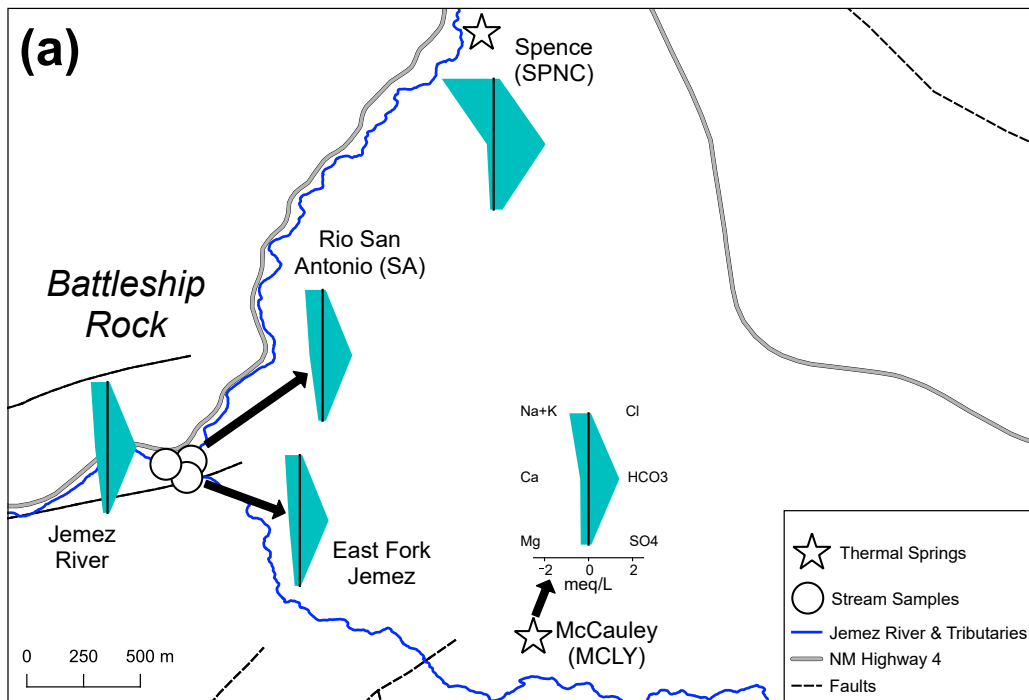 (a)
Spence
(SPNC)
Rio San
Antonio (SA)
Battleship
Rock
Jemez
River
East Fork
Jemez
Na+K
Cl
Ca
HCO3
Mg
SO4
-2 0 2
meq/L
McCauley
(MCLY)
0 250 500 m
Thermal Springs
Stream Samples
Jemez River & Tributaries
NM Highway 4
Faults